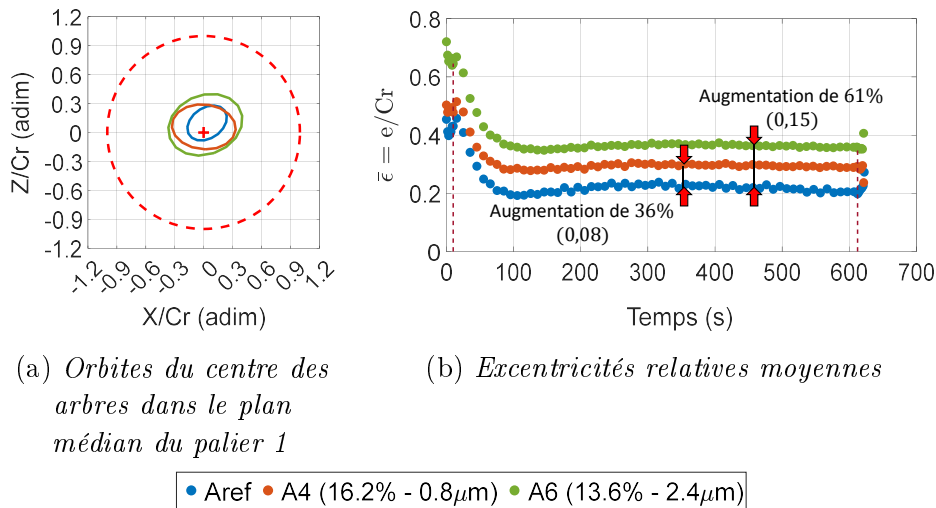 1.2
0.9
0.6
0.3
0
-0.3
-0.6
-0.9
-1.2
Z/Cr (adim)
-1.2
-0.9
-0.6
-0.3
0
0.3
0.6
0.9
1.2
X/Cr (adim)
0.8
0.6
0.4
0.2
0
ε̅ = e/Cr
Augmentation de 61%
(0,15)
Augmentation de 36%
(0,08)
0 100 200 300 400 500 600 700
Temps (s)
(a) Orbites du centre des
arbres dans le plan
médian du palier 1
(b) Excentricités relatives moyennes
Aref A4 (16.2% - 0.8μm) A6 (13.6% - 2.4μm)